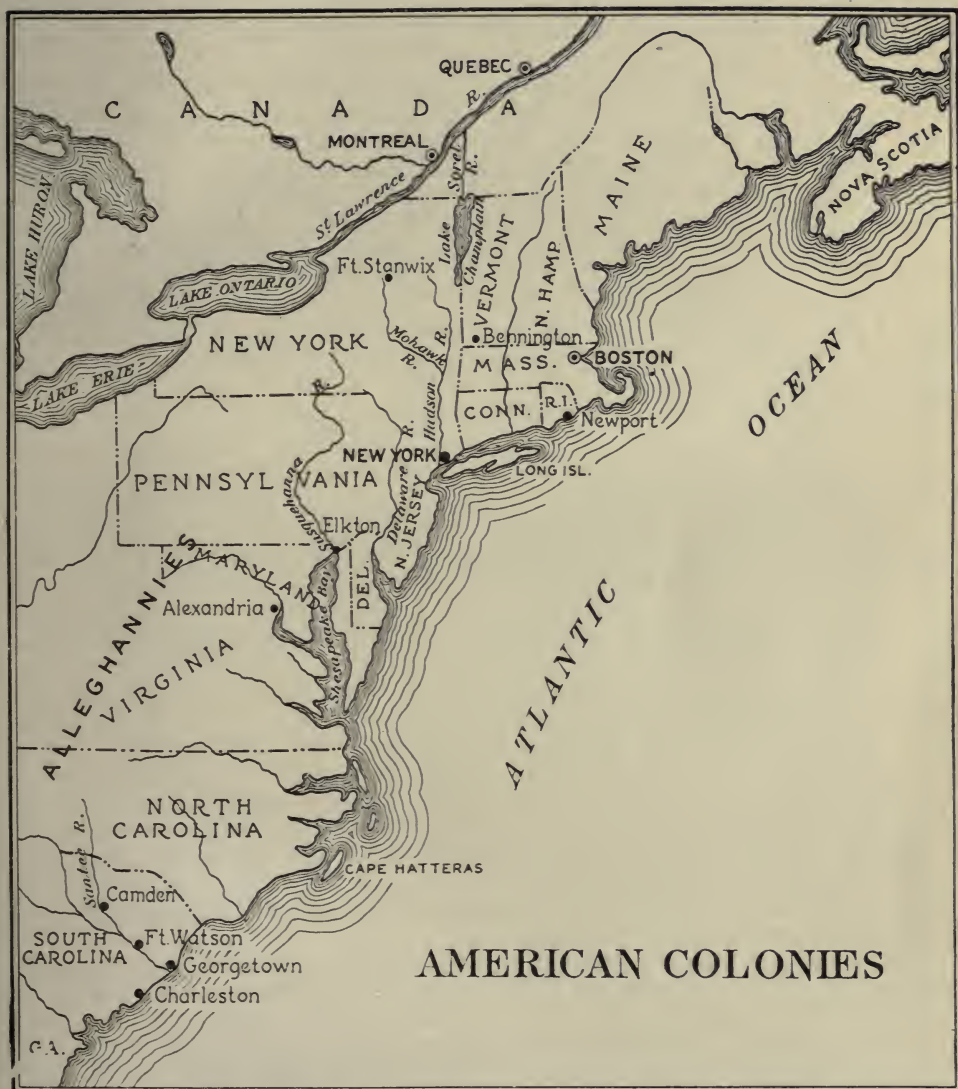 QUEBEC
CANADA
R.
MONTREAL
Sorel R.
St. Lawrence
NOVA SCOTIA
MAINE
LAKE HURON
Lake Champlain
VERMONT
N. HAMP
Ft. Stanwix
LAKE ONTARIO
Mohawk R.
Bennington
NEW YORK
MASS.
BOSTON
OCEAN
LAKE ERIE
R.
Hudson R.
CONN.
R.I.
Newport
NEW YORK
LONG ISL.
PENNSYLVANIA
Susquehanna
Dellaware R.
N. JERSEY
Elkton
DEL.
MARYLAND
Alexandria
Shesapeake Bay
ALLEGHANNIES
VIRGINIA
ATLANTIC
NORTH
CAROLINA
CAPE HATTERAS
Santee R.
Camden
SOUTH
CAROLINA
Ft. Watson
Georgetown
Charleston
AMERICAN COLONIES
GA.